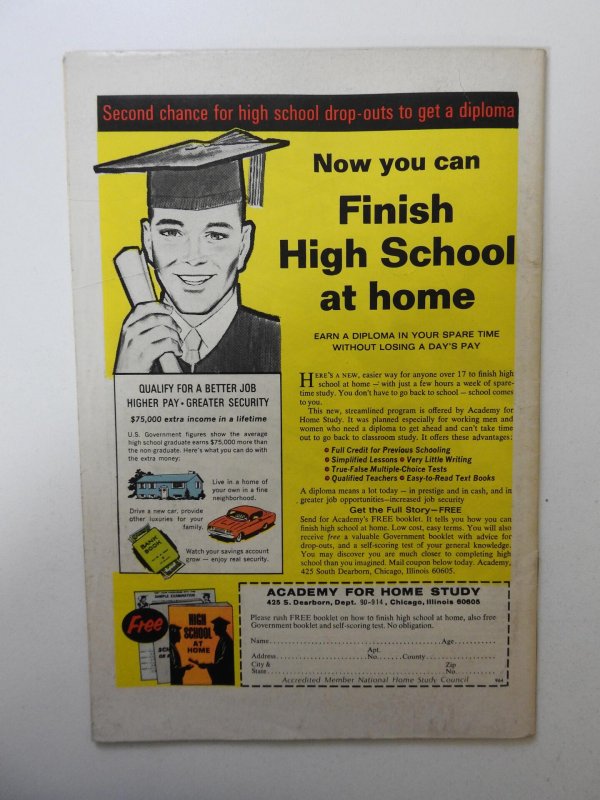 Second chance for high school drop-outs to get a diploma
Now you can
Finish
High School
at home
EARN A DIPLOMA IN YOUR SPARE TIME
WITHOUT LOSING A DAY'S PAY
HERE'S A NEW, easier way for anyone over 17 to finish high
school at home — with just a few hours a week of spare-
time study. You don't have to go back to school — school comes
to you.
This new, streamlined program is offered by Academy for
Home Study. It was planned especially for working men and
women who need a diploma to get ahead and can't take time
out to go back to classroom study. It offers these advantages:
• Full Credit for Previous Schooling
• Simplified Lessons • Very Little Writing
• True-False Multiple-Choice Tests
• Qualified Teachers • Easy-to-Read Text Books
A diploma means a lot today — in prestige and in cash, and in
greater job opportunities—increased job security
Get the Full Story—FREE
Send for Academy's FREE booklet. It tells you how you can
finish high school at home. Low cost, easy terms. You will also
receive free a valuable Government booklet with advice for
drop-outs, and a self-scoring test of your general knowledge.
You may discover you are much closer to completing high
school than you imagined. Mail coupon below today. Academy,
425 South Dearborn, Chicago, Illinois 60605.
QUALIFY FOR A BETTER JOB
HIGHER PAY • GREATER SECURITY
$75,000 extra income in a lifetime
U.S. Government figures show the average
high school graduate earns $75,000 more than
the non-graduate. Here's what you can do with
the extra money:
Live in a home of
your own in a fine
neighborhood.
Drive a new car, provide
other luxuries for your
family.
BANK
BOOK
Watch your savings account
grow — enjoy real security.
SAMPLE EXAMINATION
Free
HIGH
SCHOOL
AT
HOME
ACADEMY FOR HOME STUDY
425 S. Dearborn, Dept. 90-914, Chicago, Illinois 60605
Please rush FREE booklet on how to finish high school at home, also free
Government booklet and self-scoring test. No obligation.
Name Age
Apt.
Address No. County
City & Zip
State No.
Accredited Member National Home Study Council 964